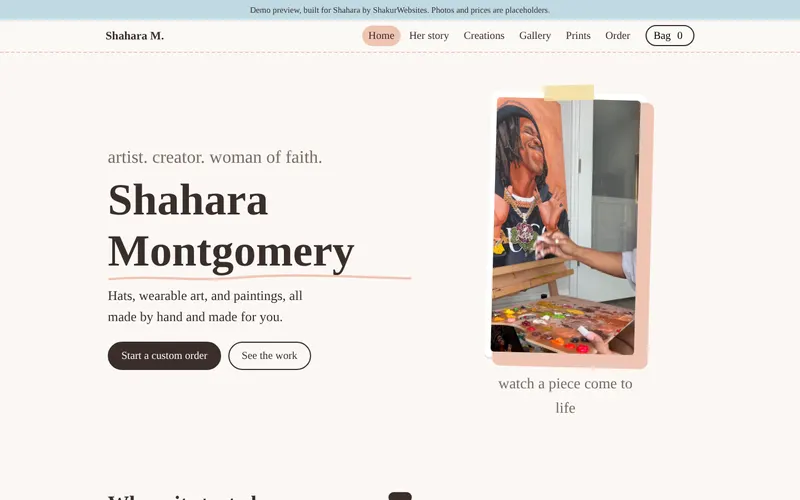 Demo preview, built for Shahara by ShakurWebsites. Photos and prices are placeholders.
Shahara M.
Home
Her story
Creations
Gallery
Prints
Order
Bag 0
artist. creator. woman of faith.
Shahara
Montgomery
Hats, wearable art, and paintings, all
made by hand and made for you.
Start a custom order
See the work
watch a piece come to
life